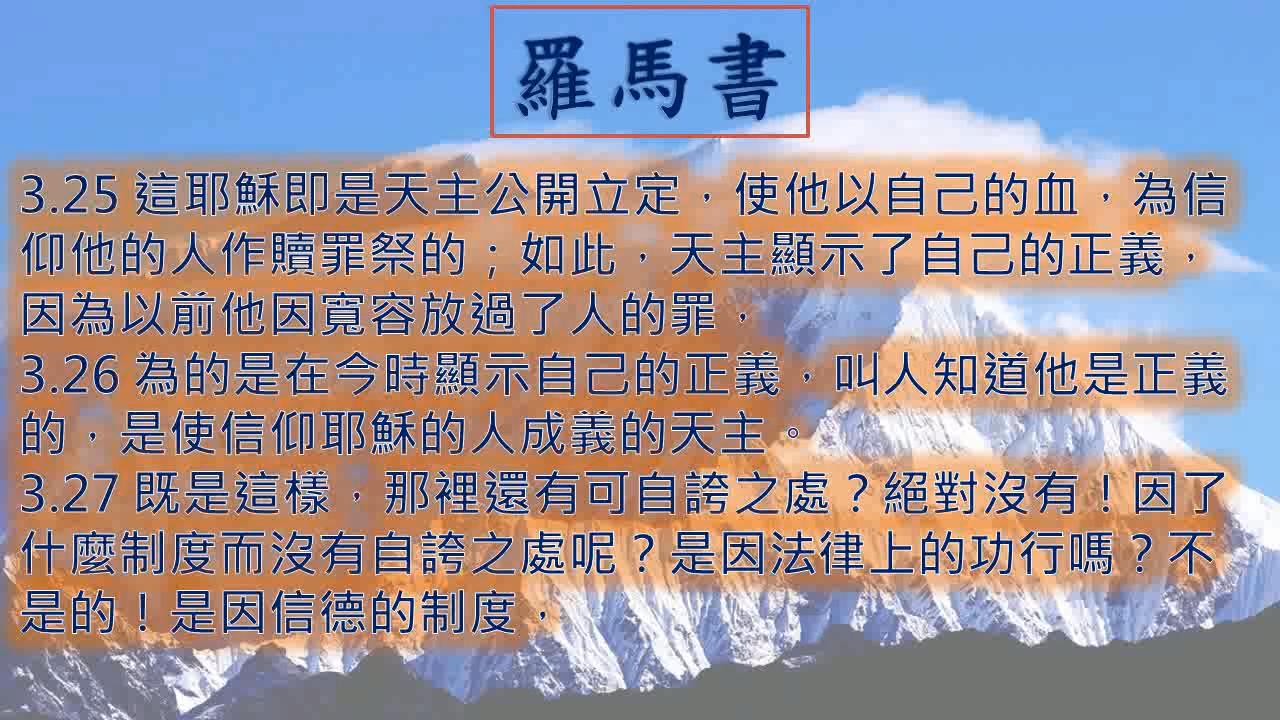 羅馬書
3.25 這耶穌即是天主公開立定，使他以自己的血，為信
仰他的人作贖罪祭的；如此，天主顯示了自己的正義，
因為以前他因寬容放過了人的罪，
3.26 為的是在今時顯示自己的正義，叫人知道他是正義
的，是使信仰耶穌的人成義的天主。
3.27 既是這樣，那裡還有可自誇之處？絕對沒有！因了
什麼制度而沒有自誇之處呢？是因法律上的功行嗎？不
是的！是因信德的制度，